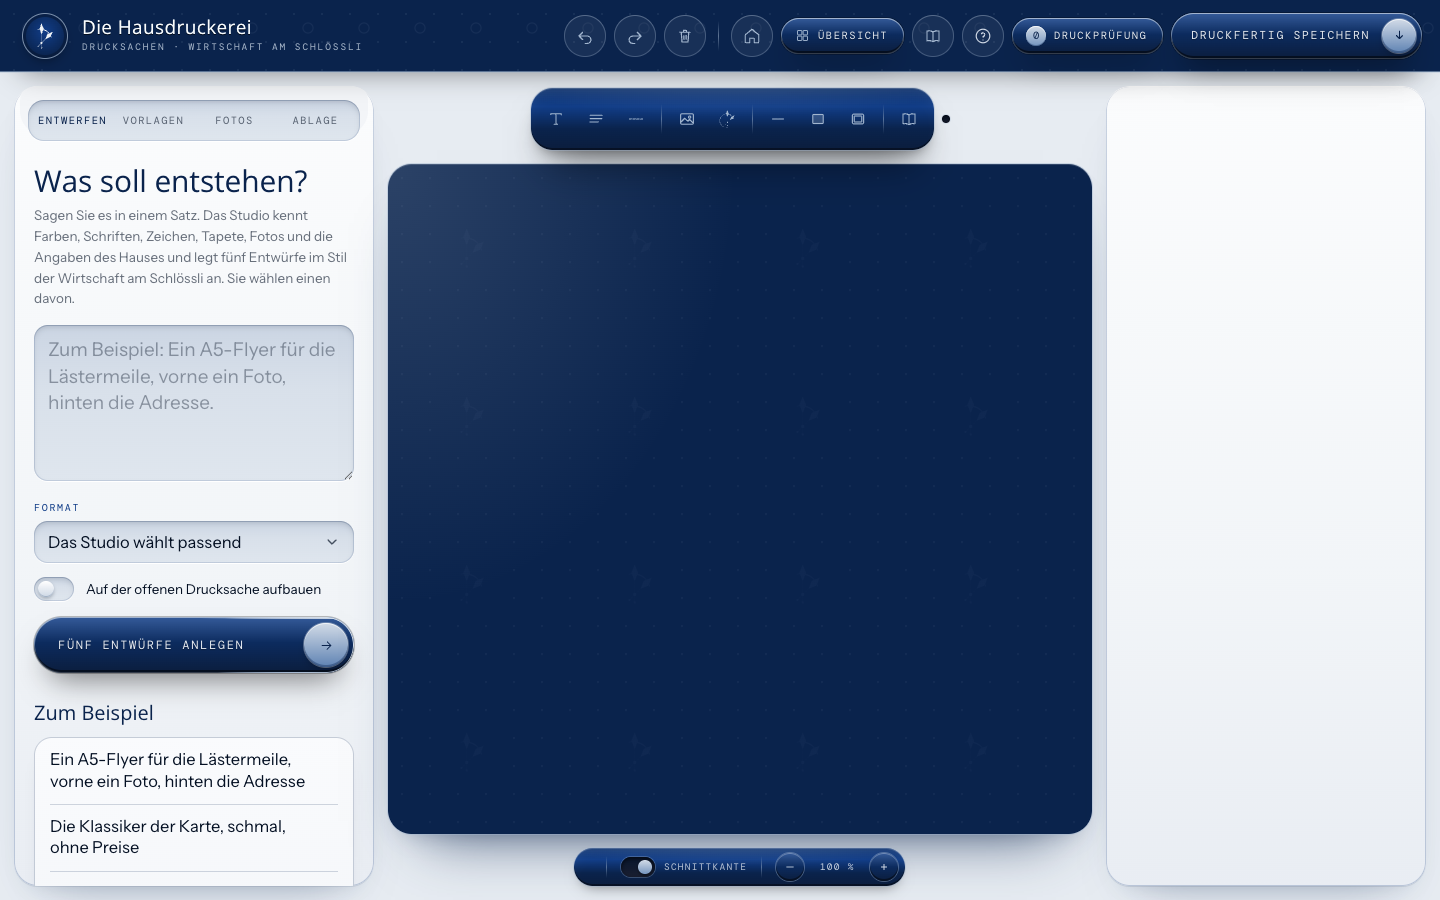 Die Hausdruckerei
DRUCKSACHEN · WIRTSCHAFT AM SCHLÖSSLI
ÜBERSICHT
0 DRUCKPRÜFUNG
DRUCKFERTIG SPEICHERN
ENTWERFEN VORLAGEN FOTOS ABLAGE
Was soll entstehen?
Sagen Sie es in einem Satz. Das Studio kennt
Farben, Schriften, Zeichen, Tapete, Fotos und die
Angaben des Hauses und legt fünf Entwürfe im Stil
der Wirtschaft am Schlössli an. Sie wählen einen
davon.
Zum Beispiel: Ein A5-Flyer für die
Lästermeile, vorne ein Foto,
hinten die Adresse.
FORMAT
Das Studio wählt passend
Auf der offenen Drucksache aufbauen
FÜNF ENTWÜRFE ANLEGEN
Zum Beispiel
Ein A5-Flyer für die Lästermeile,
vorne ein Foto, hinten die Adresse
Die Klassiker der Karte, schmal,
ohne Preise
SCHNITTKANTE
100 %